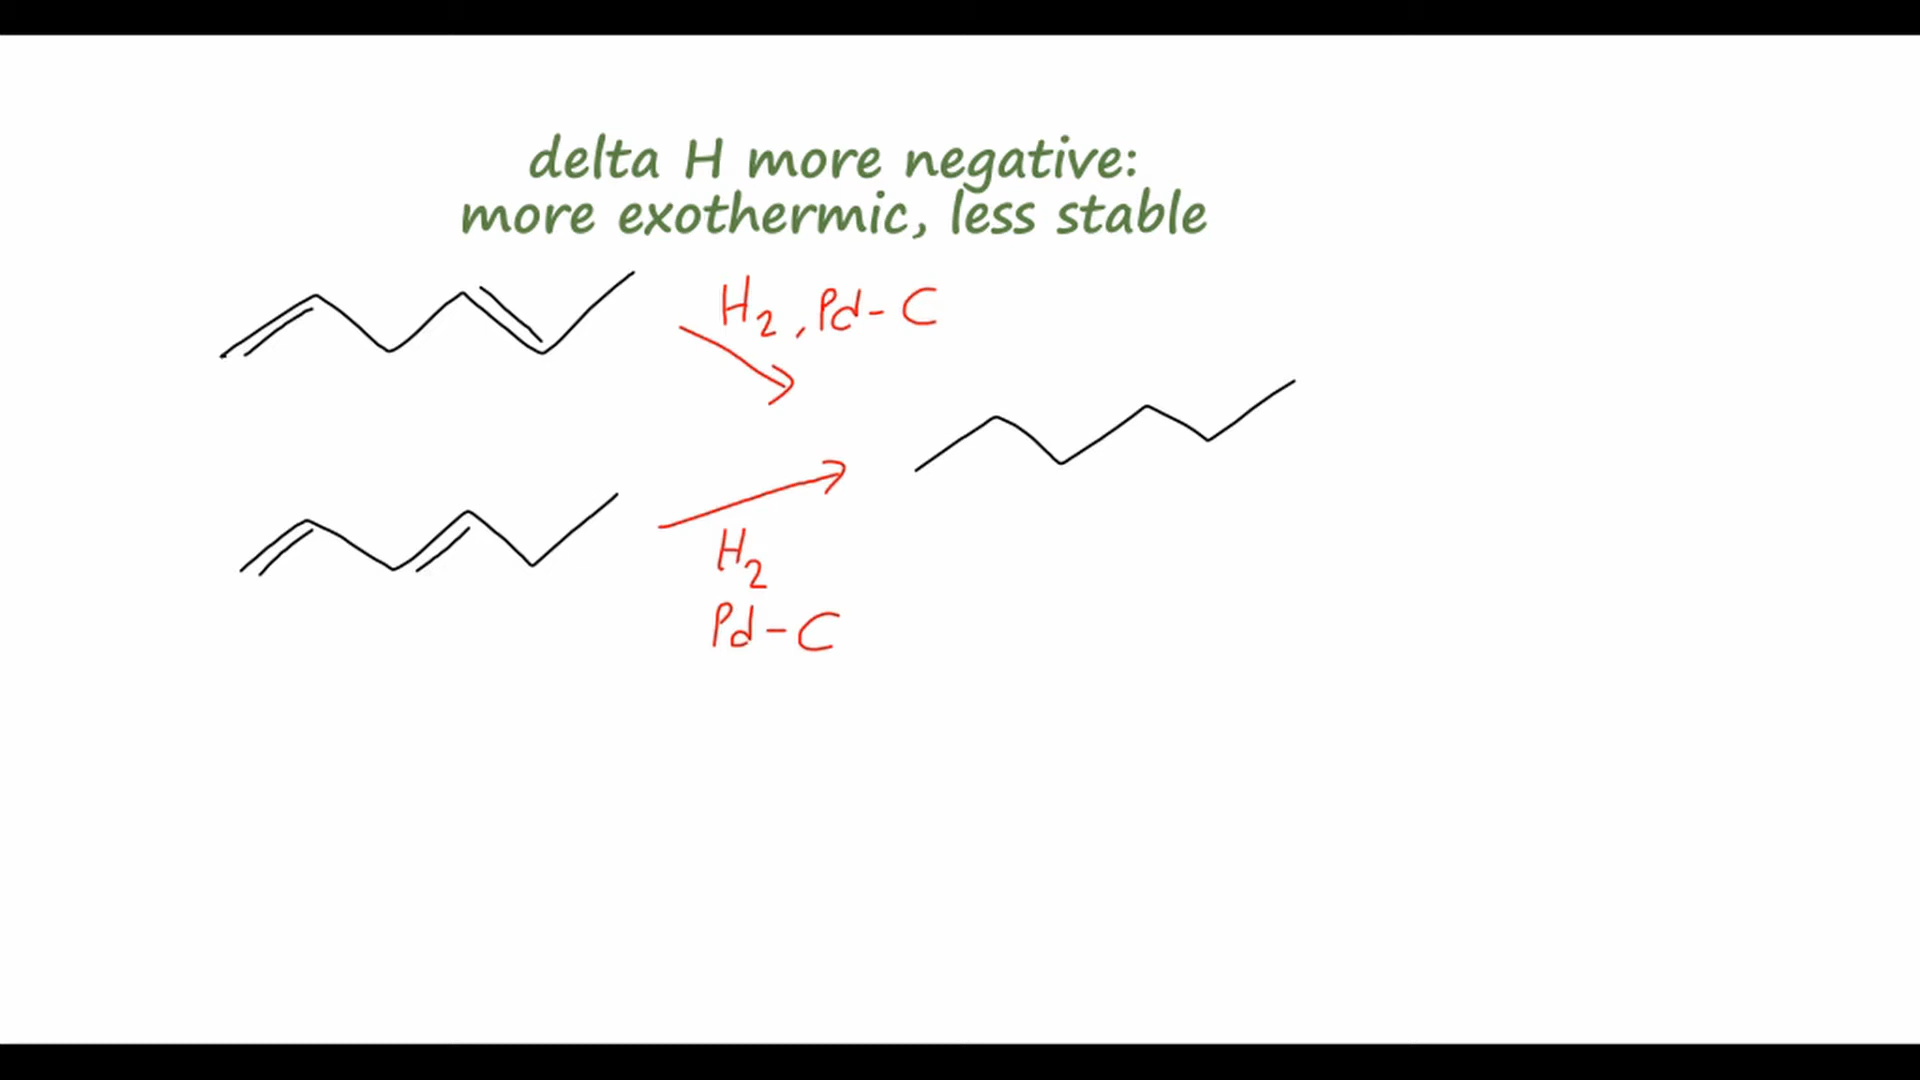 delta H more negative:
more exothermic, less stable
H2, Pd-C
H2
Pd-C